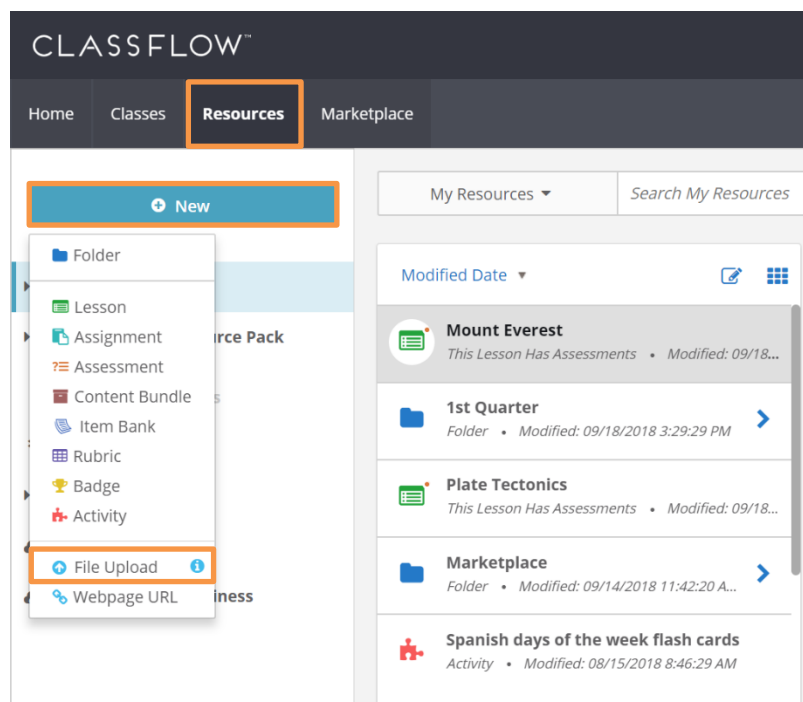 CLASSFLOW™
Home Classes Resources Marketplace
New
Folder
Lesson
Assignment
Assessment
Content Bundle
Item Bank
Rubric
Badge
Activity
File Upload
Webpage URL
Pack
My Resources
Search My Resources
Modified Date
Mount Everest
This Lesson Has Assessments • Modified: 09/18...
1st Quarter
Folder • Modified: 09/18/2018 3:29:29 PM
Plate Tectonics
This Lesson Has Assessments • Modified: 09/18...
Marketplace
Folder • Modified: 09/14/2018 11:42:20 A...
Spanish days of the week flash cards
Activity • Modified: 08/15/2018 8:46:29 AM